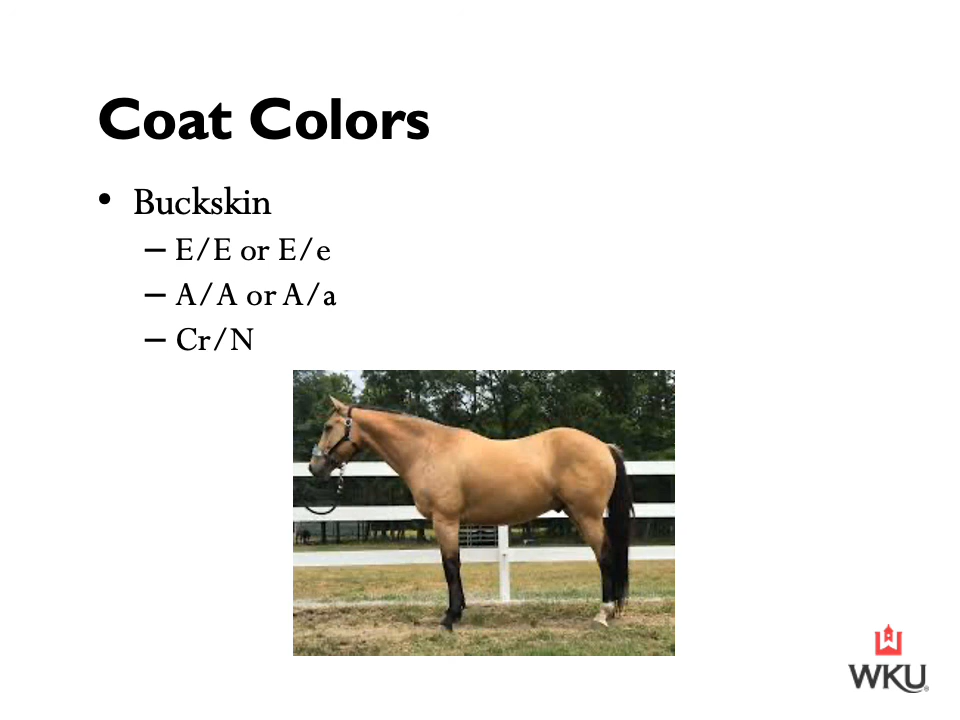 Coat Colors
• Buckskin
– E/E or E/e
– A/A or A/a
– Cr/N
WKU®